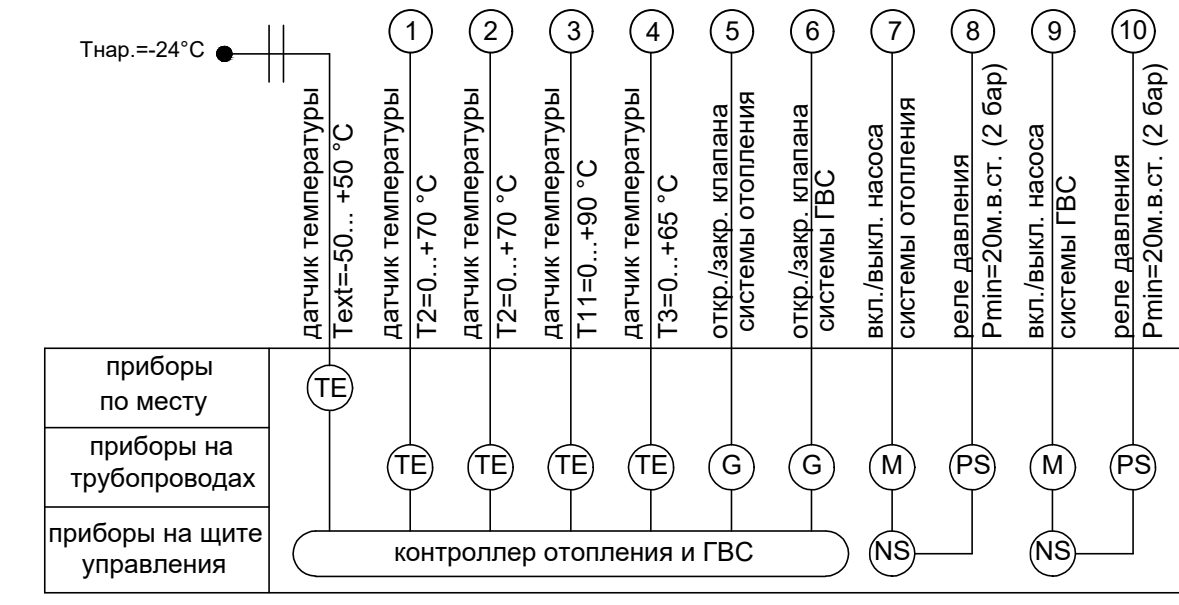 Тнар.=-24°C
1
2
3
4
5
6
7
8
9
10
датчик температуры
Text=-50... +50 °C
датчик температуры
T2=0...+70 °C
датчик температуры
T2=0...+70 °C
датчик температуры
T11=0...+90 °C
датчик температуры
T3=0...+65 °C
откр./закр. клапана
системы отопления
откр./закр. клапана
системы ГВС
вкл./выкл. насоса
системы отопления
реле давления
Pmin=20м.в.ст. (2 бар)
вкл./выкл. насоса
системы ГВС
реле давления
Pmin=20м.в.ст. (2 бар)
приборы
по месту
TE
приборы на
трубопроводах
TE
TE
TE
TE
G
G
M
PS
M
PS
приборы на щите
управления
контроллер отопления и ГВС
NS
NS